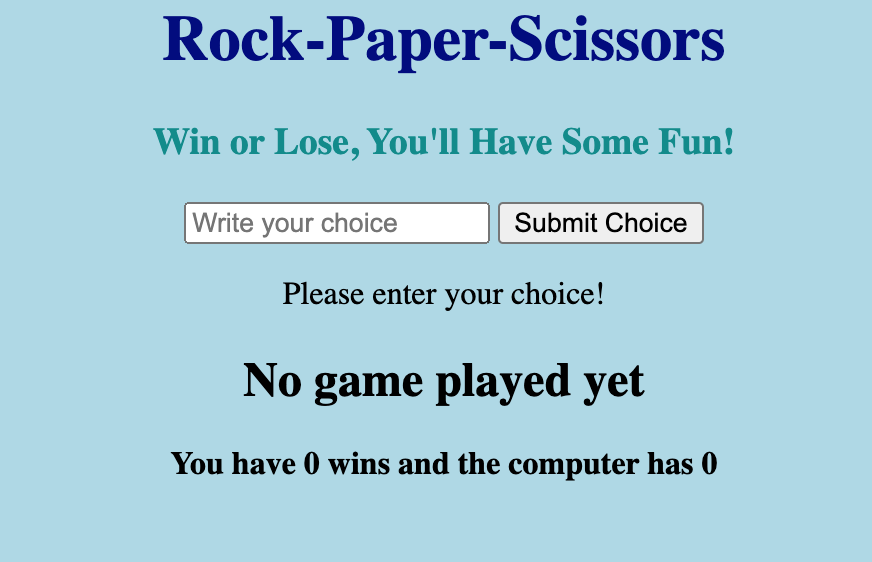 Rock-Paper-Scissors
Win or Lose, You'll Have Some Fun!
Write your choice Submit Choice
Please enter your choice!
No game played yet
You have 0 wins and the computer has 0